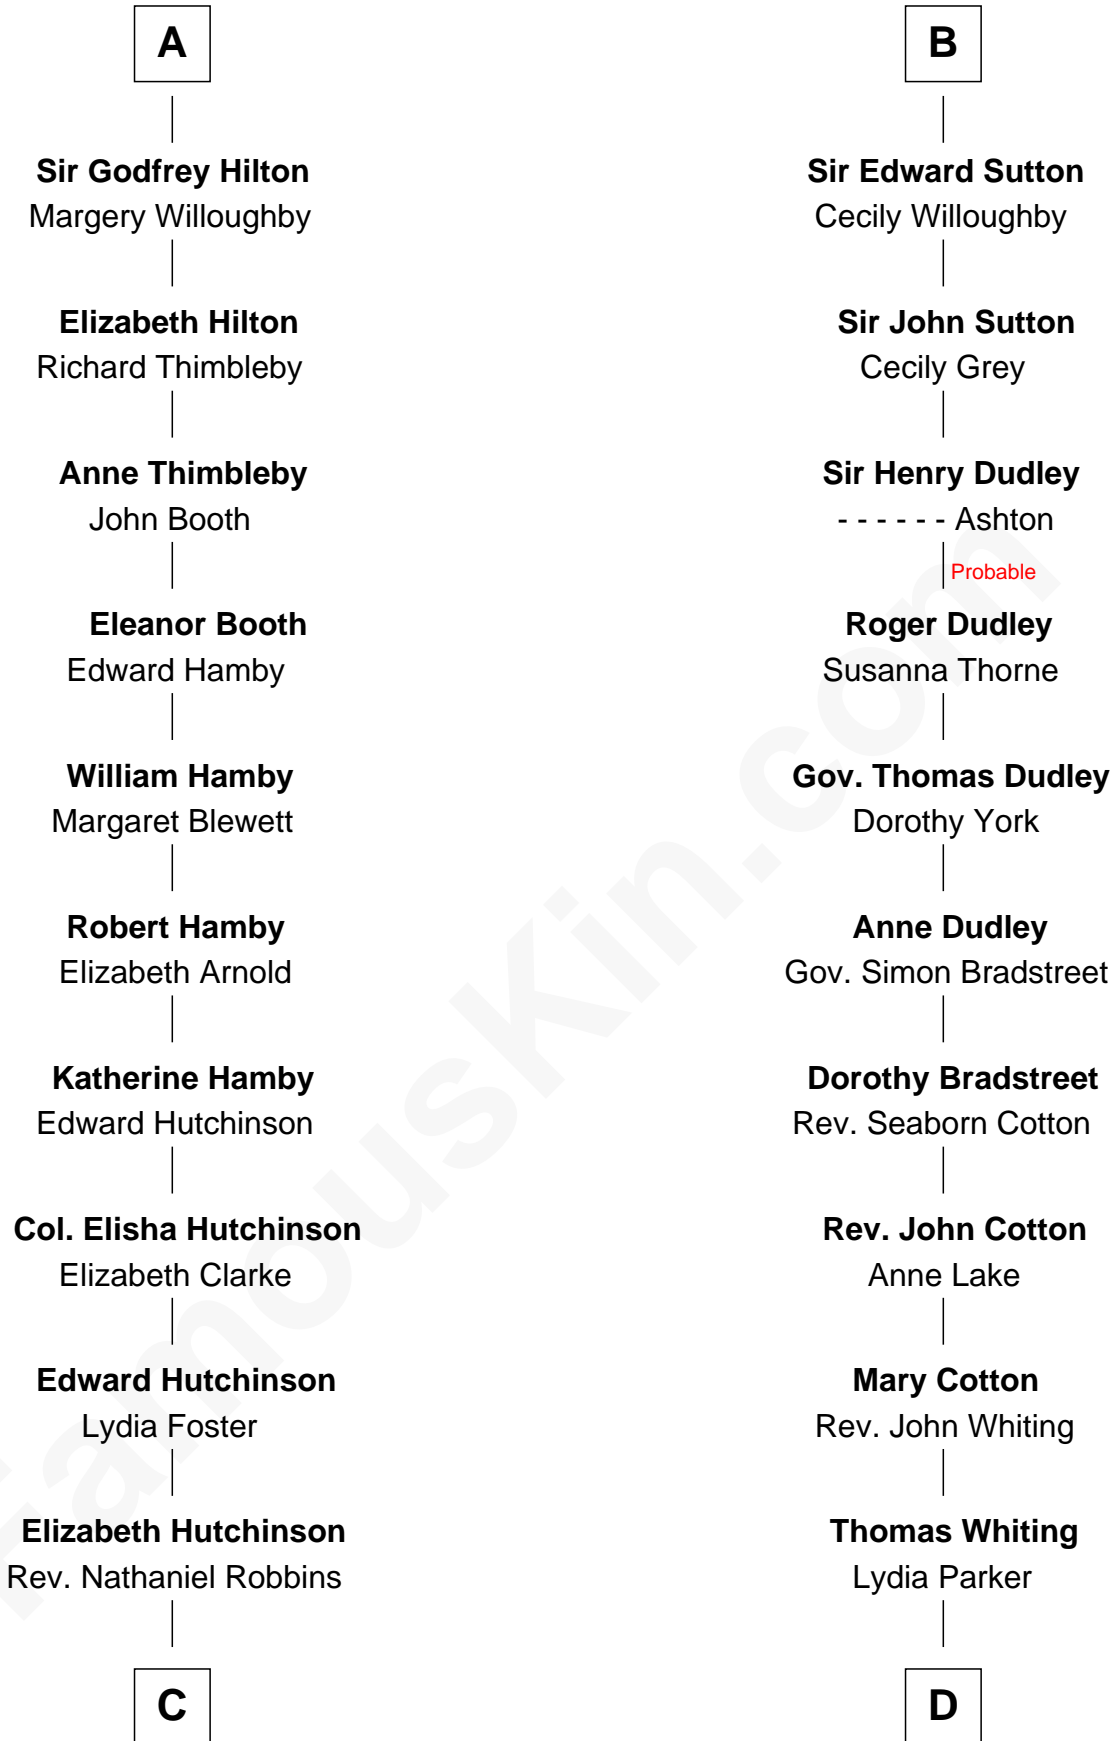 A
Sir Godfrey Hilton
Margery Willoughby
Elizabeth Hilton
Richard Thimbleby
Anne Thimbleby
John Booth
Eleanor Booth
Edward Hamby
William Hamby
Margaret Blewett
Robert Hamby
Elizabeth Arnold
Katherine Hamby
Edward Hutchinson
Col. Elisha Hutchinson
Elizabeth Clarke
Edward Hutchinson
Lydia Foster
Elizabeth Hutchinson
Rev. Nathaniel Robbins
C
B
Sir Edward Sutton
Cecily Willoughby
Sir John Sutton
Cecily Grey
Sir Henry Dudley
- - - - - - Ashton
Probable
Roger Dudley
Susanna Thorne
Gov. Thomas Dudley
Dorothy York
Anne Dudley
Gov. Simon Bradstreet
Dorothy Bradstreet
Rev. Seaborn Cotton
Rev. John Cotton
Anne Lake
Mary Cotton
Rev. John Whiting
Thomas Whiting
Lydia Parker
D
FamousKin.com